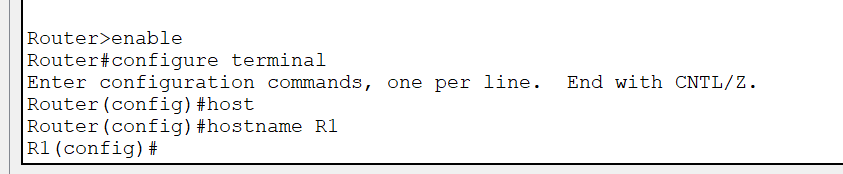 Router>enable
Router#configure terminal
Enter configuration commands, one per line.  End with CNTL/Z.
Router(config)#host
Router(config)#hostname R1
R1(config)#